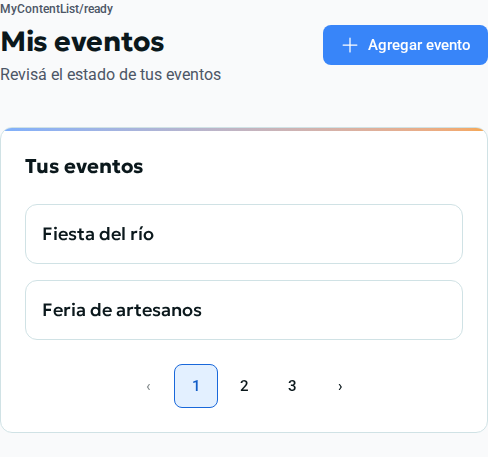 MyContentList/ready
Mis eventos
Agregar evento
Revisá el estado de tus eventos
Tus eventos
Fiesta del río
Feria de artesanos
‹ 1 2 3 ›